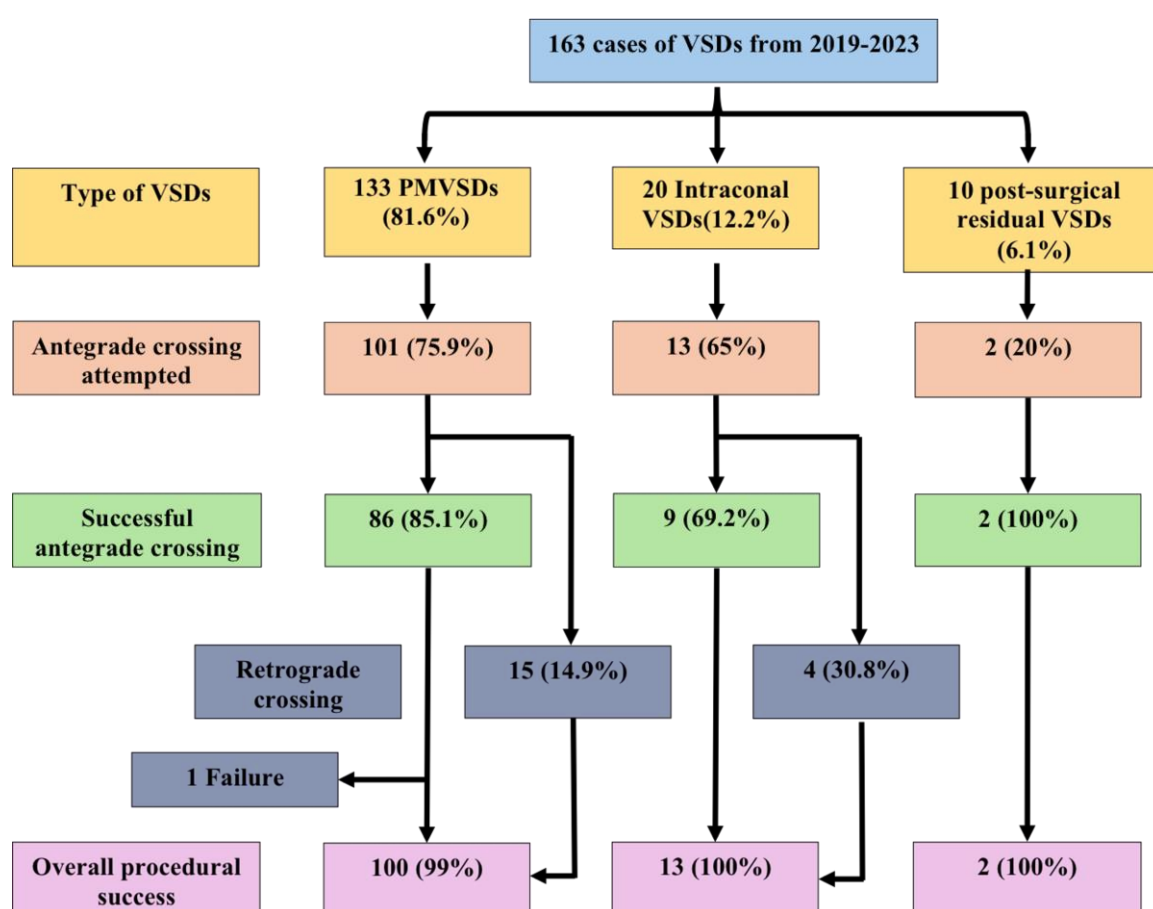 163 cases of VSDs from 2019-2023
Type of VSDs
133 PMVSDs
(81.6%)
20 Intraconal
VSDs(12.2%)
10 post-surgical
residual VSDs
(6.1%)
Antegrade crossing
attempted
101 (75.9%)
13 (65%)
2 (20%)
Successful
antegrade crossing
86 (85.1%)
9 (69.2%)
2 (100%)
Retrograde
crossing
15 (14.9%)
4 (30.8%)
1 Failure
Overall procedural
success
100 (99%)
13 (100%)
2 (100%)